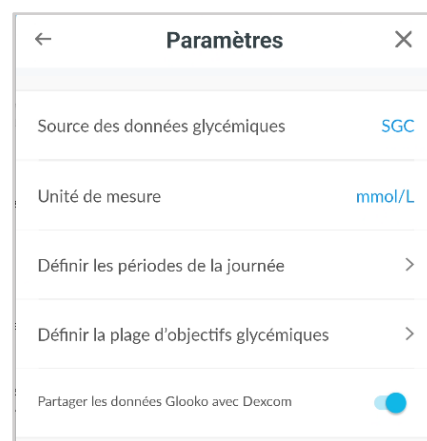 Paramètres
Source des données glycémiques SGC
Unité de mesure mmol/L
Définir les périodes de la journée
Définir la plage d'objectifs glycémiques
Partager les données Glooko avec Dexcom